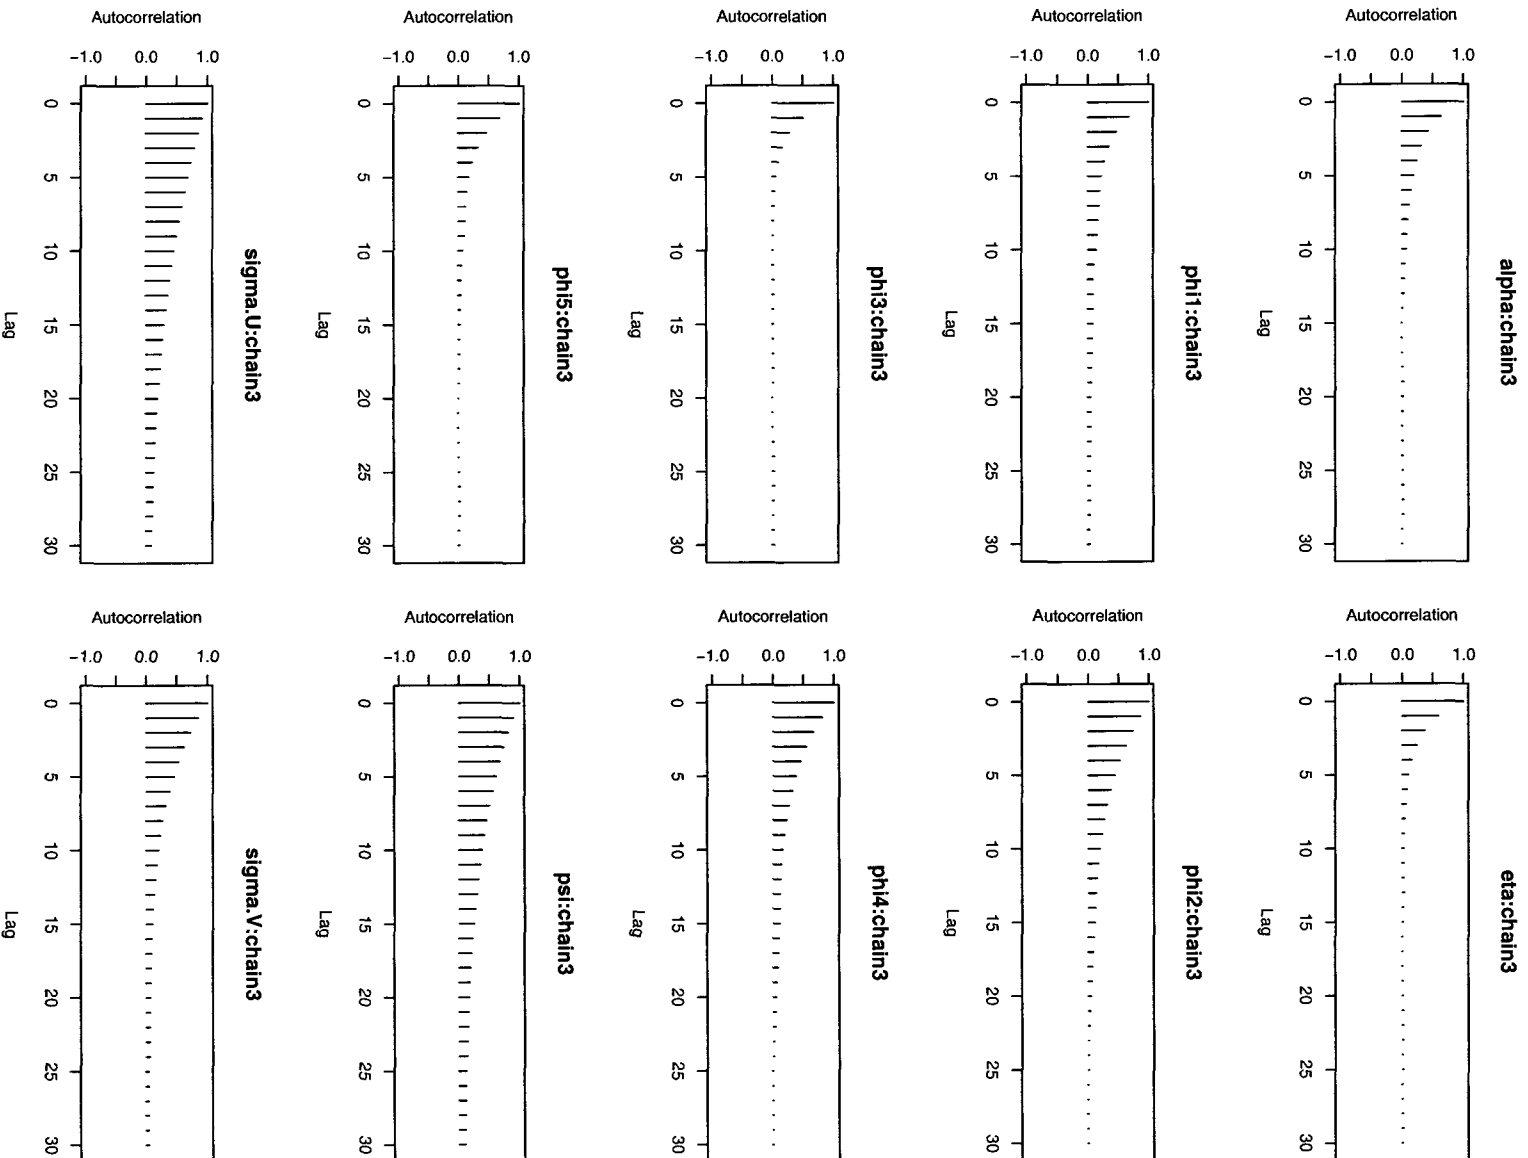 alpha:chain3
Autocorrelation
−1.0 0.0 1.0
0 5 10 15 20 25 30
Lag
eta:chain3
Autocorrelation
−1.0 0.0 1.0
0 5 10 15 20 25 30
Lag
phi1:chain3
Autocorrelation
−1.0 0.0 1.0
0 5 10 15 20 25 30
Lag
phi2:chain3
Autocorrelation
−1.0 0.0 1.0
0 5 10 15 20 25 30
Lag
phi3:chain3
Autocorrelation
−1.0 0.0 1.0
0 5 10 15 20 25 30
Lag
phi4:chain3
Autocorrelation
−1.0 0.0 1.0
0 5 10 15 20 25 30
Lag
phi5:chain3
Autocorrelation
−1.0 0.0 1.0
0 5 10 15 20 25 30
Lag
psi:chain3
Autocorrelation
−1.0 0.0 1.0
0 5 10 15 20 25 30
Lag
sigma.U:chain3
Autocorrelation
−1.0 0.0 1.0
0 5 10 15 20 25 30
Lag
sigma.V:chain3
Autocorrelation
−1.0 0.0 1.0
0 5 10 15 20 25 30
Lag